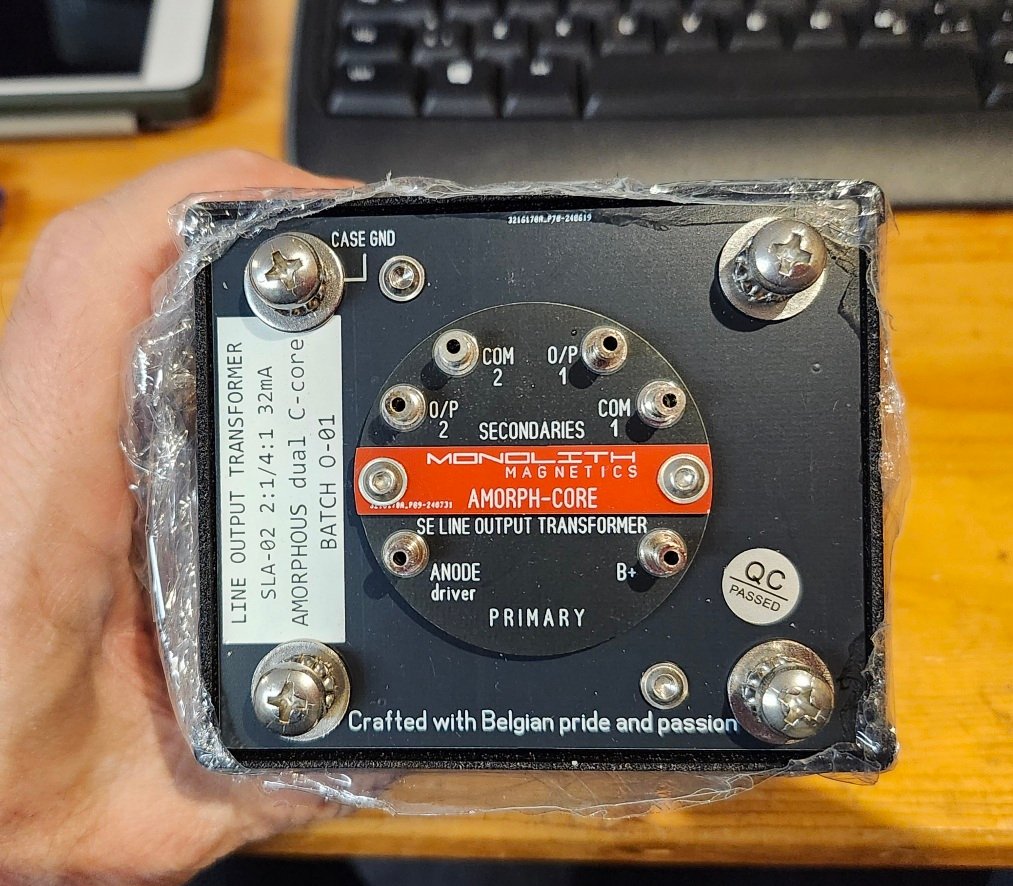 3216170A_P70-240619
CASE GND
COM
2
O/P
1
O/P
2
COM
1
SECONDARIES
MONOLITH
MAGNETICS
AMORPH-CORE
SE LINE OUTPUT TRANSFORMER
ANODE
driver
B+
PRIMARY
LINE OUTPUT TRANSFORMER
SLA-02 2:1/4:1 32mA
AMORPHOUS dual C-core
BATCH O-01
QC
PASSED
Crafted with Belgian pride and passion